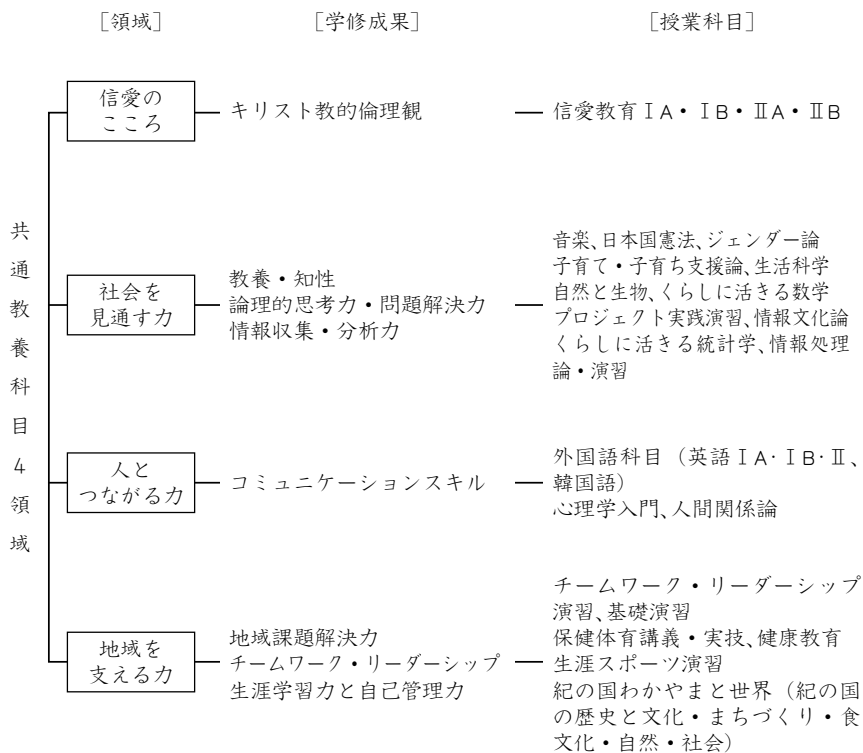 ［領域］ ［学修成果］ ［授業科目］
共通教養科目４領域
信愛の
こころ
キリスト教的倫理観
信愛教育ⅠA・ⅠB・ⅡA・ⅡB
社会を
見通す力
教養・知性
論理的思考力・問題解決力
情報収集・分析力
音楽、日本国憲法、ジェンダー論
子育て・子育ち支援論、生活科学
自然と生物、くらしに活きる数学
プロジェクト実践演習、情報文化論
くらしに活きる統計学、情報処理
論・演習
人と
つながる力
コミュニケーションスキル
外国語科目（英語ⅠA・ⅠB・Ⅱ、
韓国語）
心理学入門、人間関係論
地域を
支える力
地域課題解決力
チームワーク・リーダーシップ
生涯学習力と自己管理力
チームワーク・リーダーシップ
演習、基礎演習
保健体育講義・実技、健康教育
生涯スポーツ演習
紀の国わかやまと世界（紀の国
の歴史と文化・まちづくり・食
文化・自然・社会）